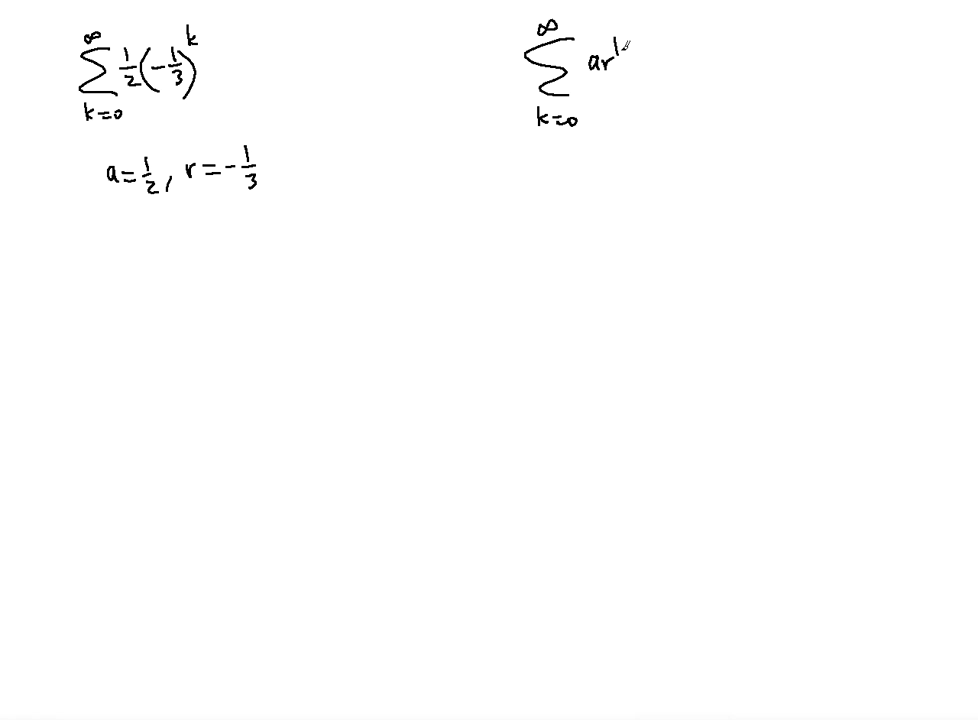 ∞ ∑ k=0 1/2 (-1/3)^k
a = 1/2, r = -1/3
∞ ∑ k=0 ar